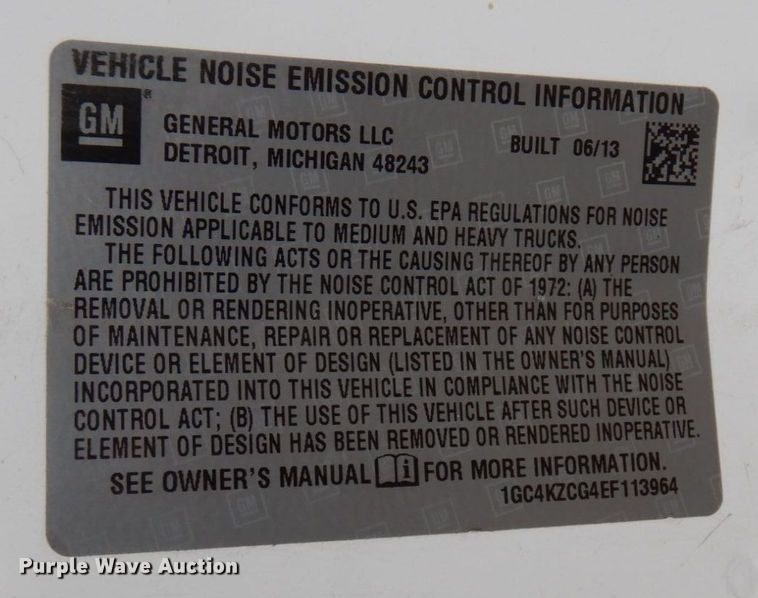 VEHICLE NOISE EMISSION CONTROL INFORMATION
GM ®
GENERAL MOTORS LLC BUILT 06/13
DETROIT, MICHIGAN 48243
THIS VEHICLE CONFORMS TO U.S. EPA REGULATIONS FOR NOISE
EMISSION APPLICABLE TO MEDIUM AND HEAVY TRUCKS.
THE FOLLOWING ACTS OR THE CAUSING THEREOF BY ANY PERSON
ARE PROHIBITED BY THE NOISE CONTROL ACT OF 1972: (A) THE
REMOVAL OR RENDERING INOPERATIVE, OTHER THAN FOR PURPOSES
OF MAINTENANCE, REPAIR OR REPLACEMENT OF ANY NOISE CONTROL
DEVICE OR ELEMENT OF DESIGN (LISTED IN THE OWNER'S MANUAL)
INCORPORATED INTO THIS VEHICLE IN COMPLIANCE WITH THE NOISE
CONTROL ACT; (B) THE USE OF THIS VEHICLE AFTER SUCH DEVICE OR
ELEMENT OF DESIGN HAS BEEN REMOVED OR RENDERED INOPERATIVE.
SEE OWNER'S MANUAL FOR MORE INFORMATION.
1GC4KZCG4EF113964
Purple Wave Auction